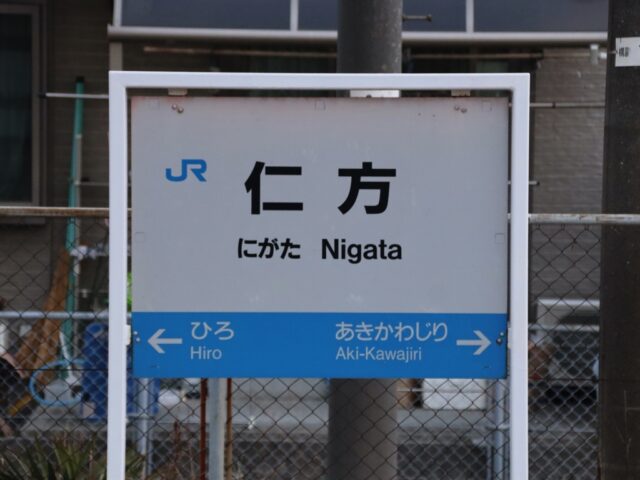 JR 仁方
にがた Nigata
← ひろ あきかわじり →
Hiro Aki-Kawajiri